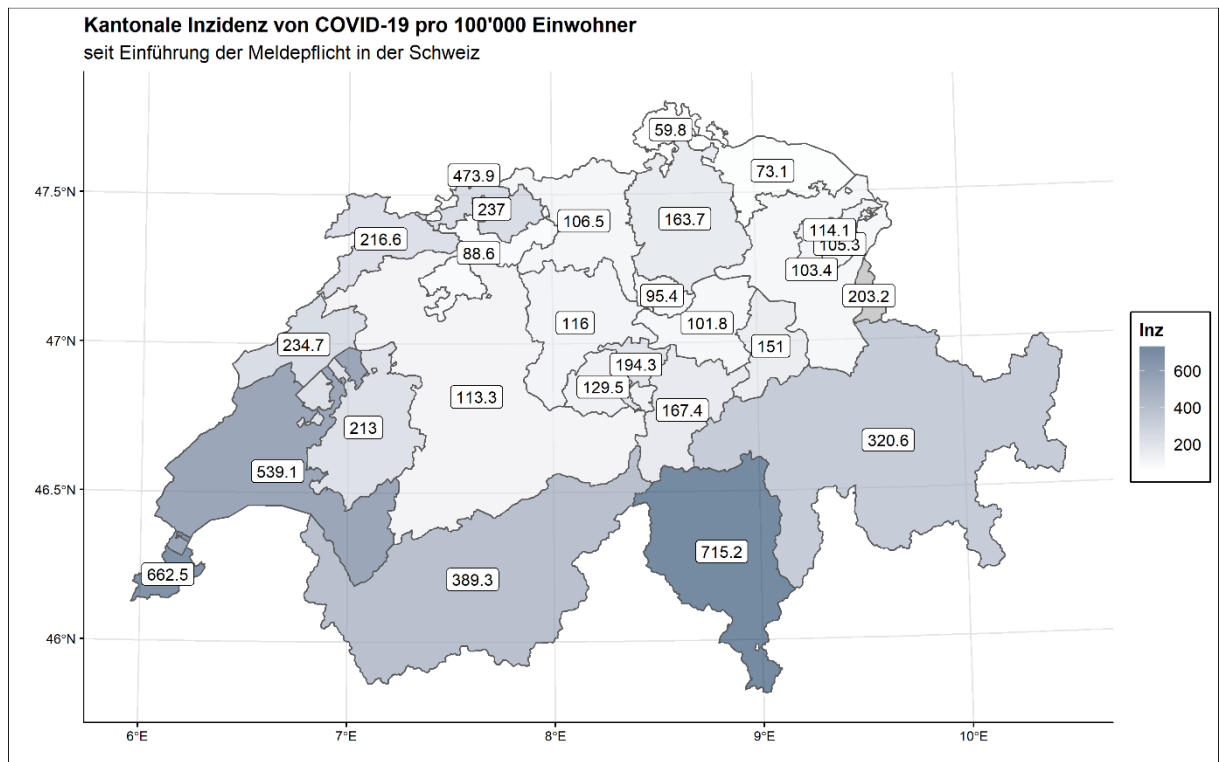 Kantonale Inzidenz von COVID-19 pro 100'000 Einwohner
seit Einführung der Meldepflicht in der Schweiz
59.8
73.1
473.9
47.5°N
237
106.5
163.7
114.1
105.3
216.6
88.6
103.4
95.4
203.2
116
101.8
47°N
234.7
151
Inz
194.3
600
129.5
113.3
400
167.4
213
200
320.6
539.1
46.5°N
715.2
662.5
389.3
46°N
6°E
7°E
8°E
9°E
10°E